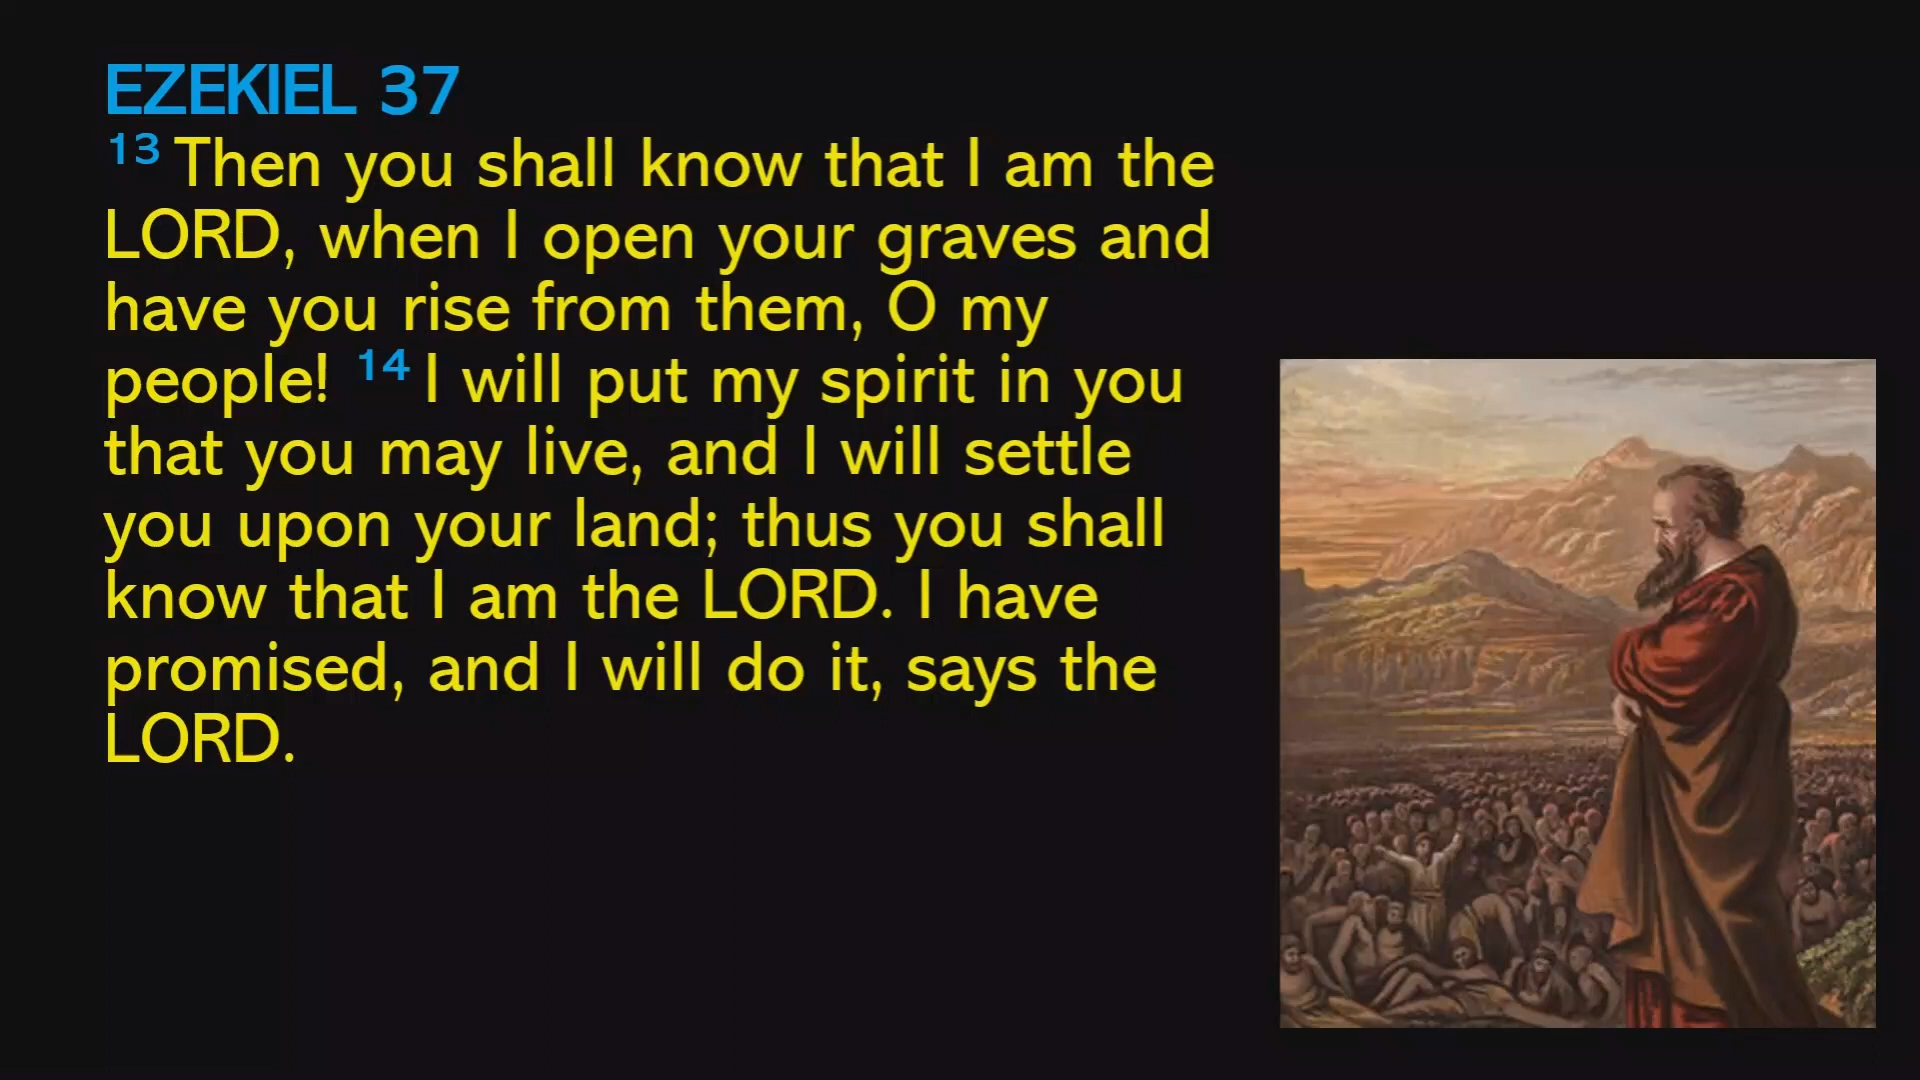 EZEKIEL 37
13 Then you shall know that I am the
LORD, when I open your graves and
have you rise from them, O my
people! 14 I will put my spirit in you
that you may live, and I will settle
you upon your land; thus you shall
know that I am the LORD. I have
promised, and I will do it, says the
LORD.